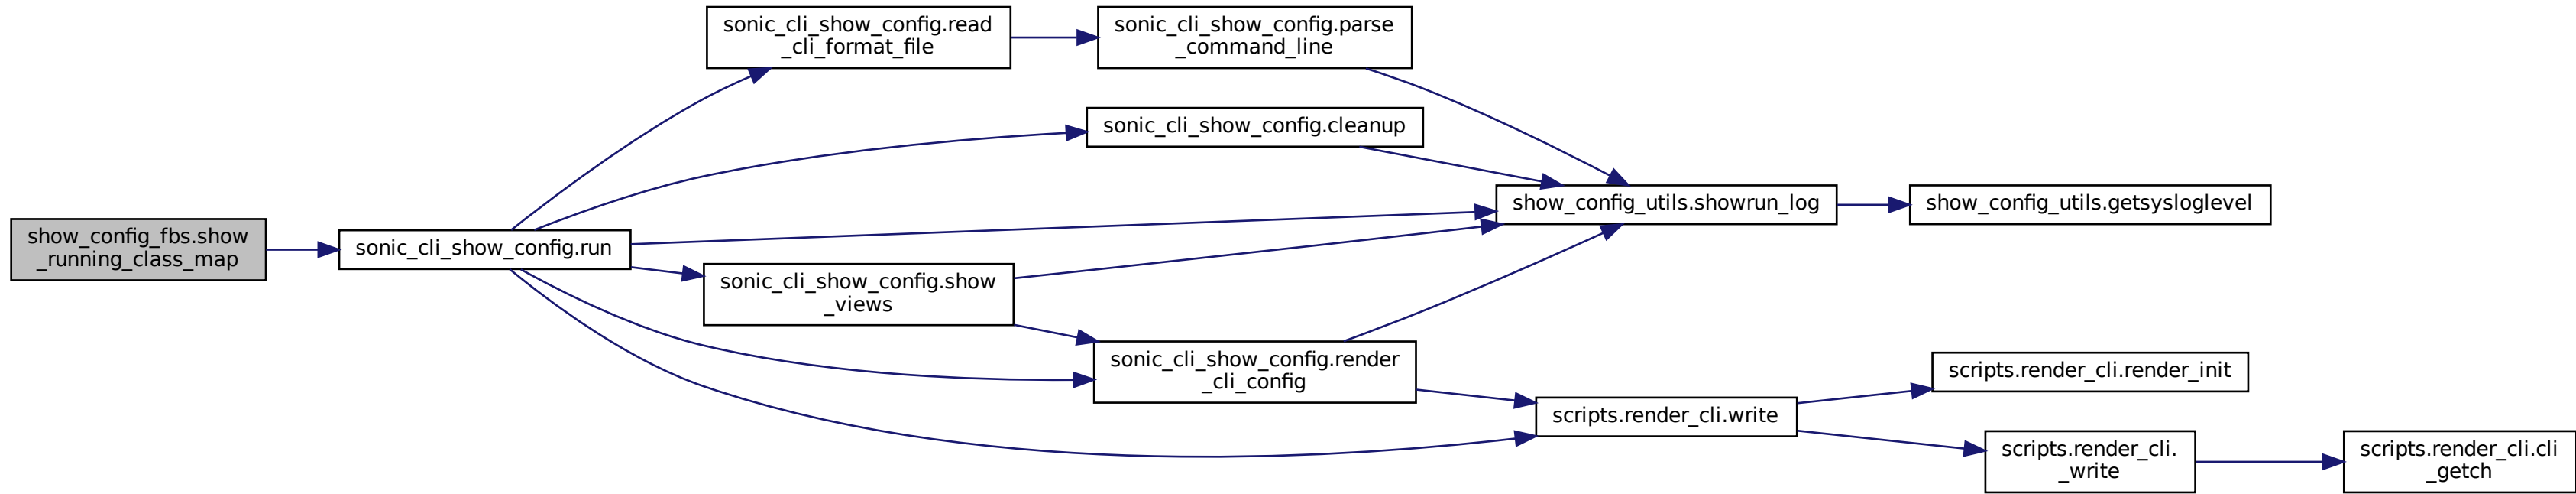 show_config_fbs.show
_running_class_map
sonic_cli_show_config.run
sonic_cli_show_config.read
_cli_format_file
sonic_cli_show_config.parse
_command_line
sonic_cli_show_config.cleanup
show_config_utils.showrun_log
show_config_utils.getsysloglevel
sonic_cli_show_config.show
_views
sonic_cli_show_config.render
_cli_config
scripts.render_cli.write
scripts.render_cli.render_init
scripts.render_cli.
_write
scripts.render_cli.cli
_getch